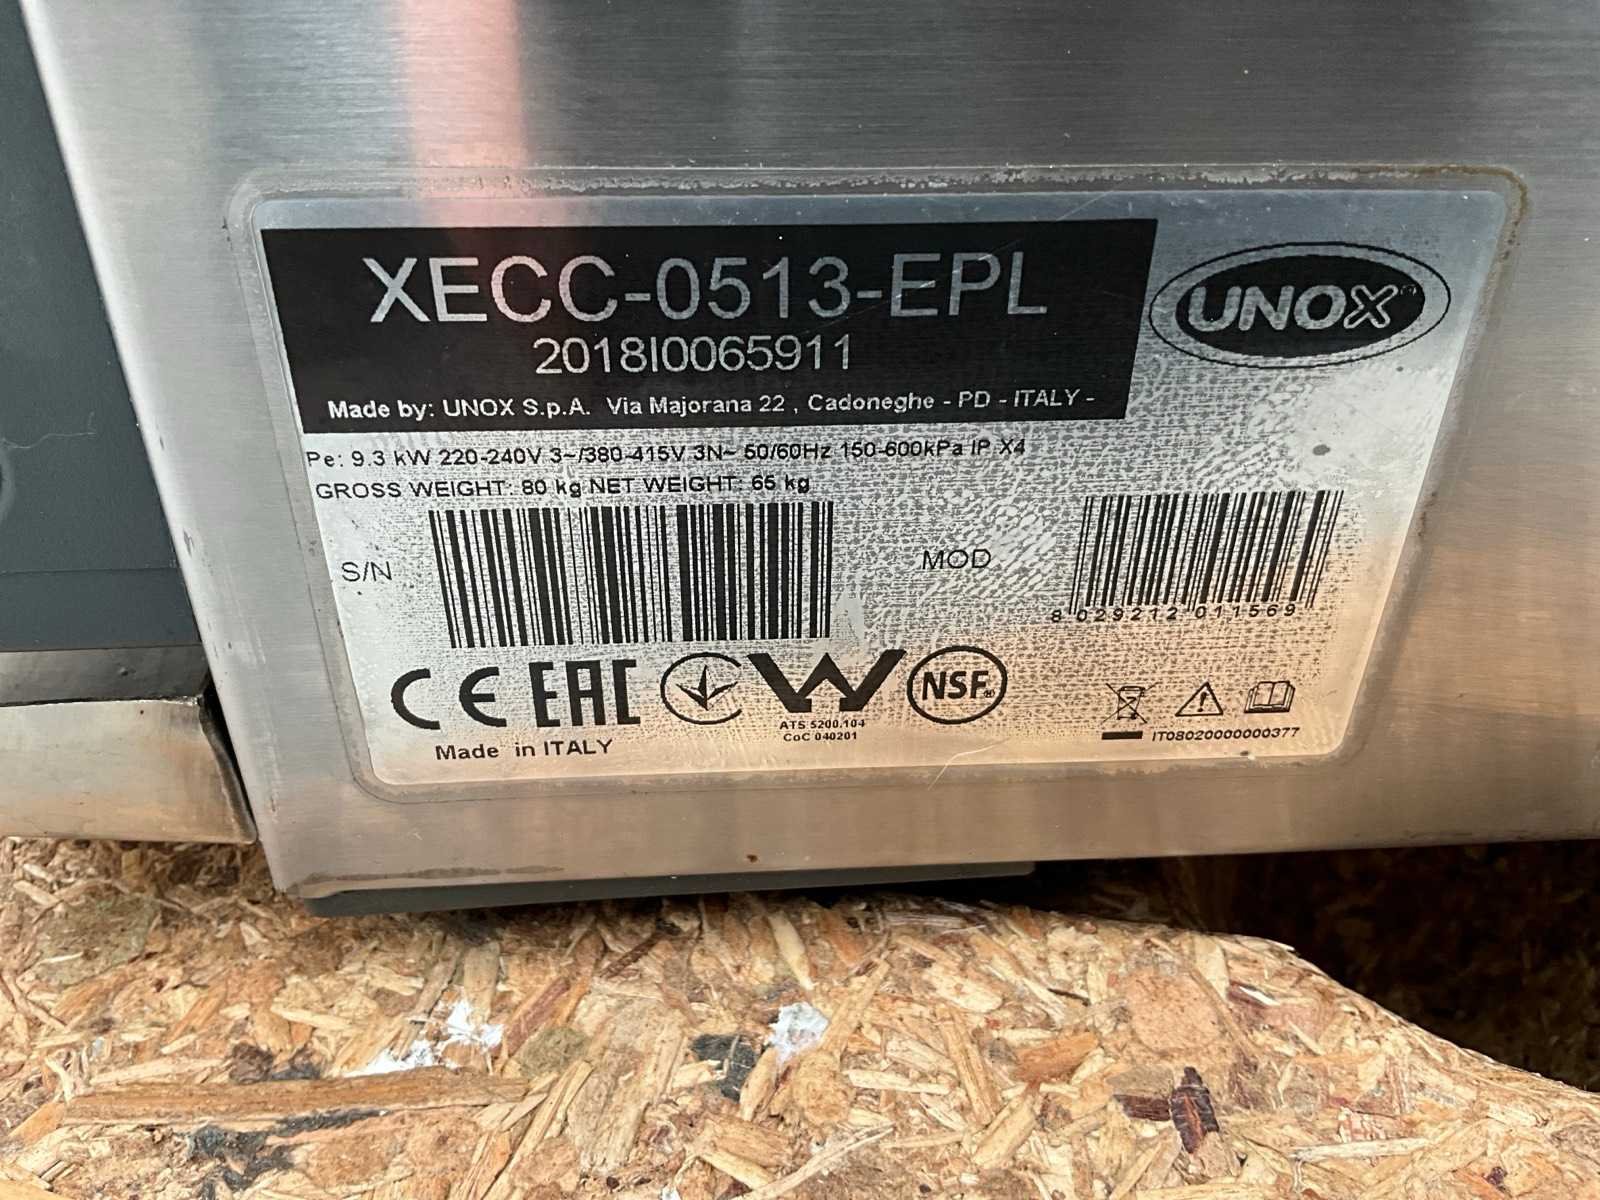 XECC-0513-EPL
2018I0065911
UNOX
Made by: UNOX S.p.A. Via Majorana 22 , Cadoneghe - PD - ITALY -
Pe: 9.3 kW 220-240V 3~/380-415V 3N~ 50/60Hz 150-600kPa IP X4
GROSS WEIGHT: 80 kg NET WEIGHT: 65 kg
S/N
MOD
8 029212 011569
CE EAC
NSF®
ATS 5200.104
CoC 040201
Made in ITALY
IT08020000000377